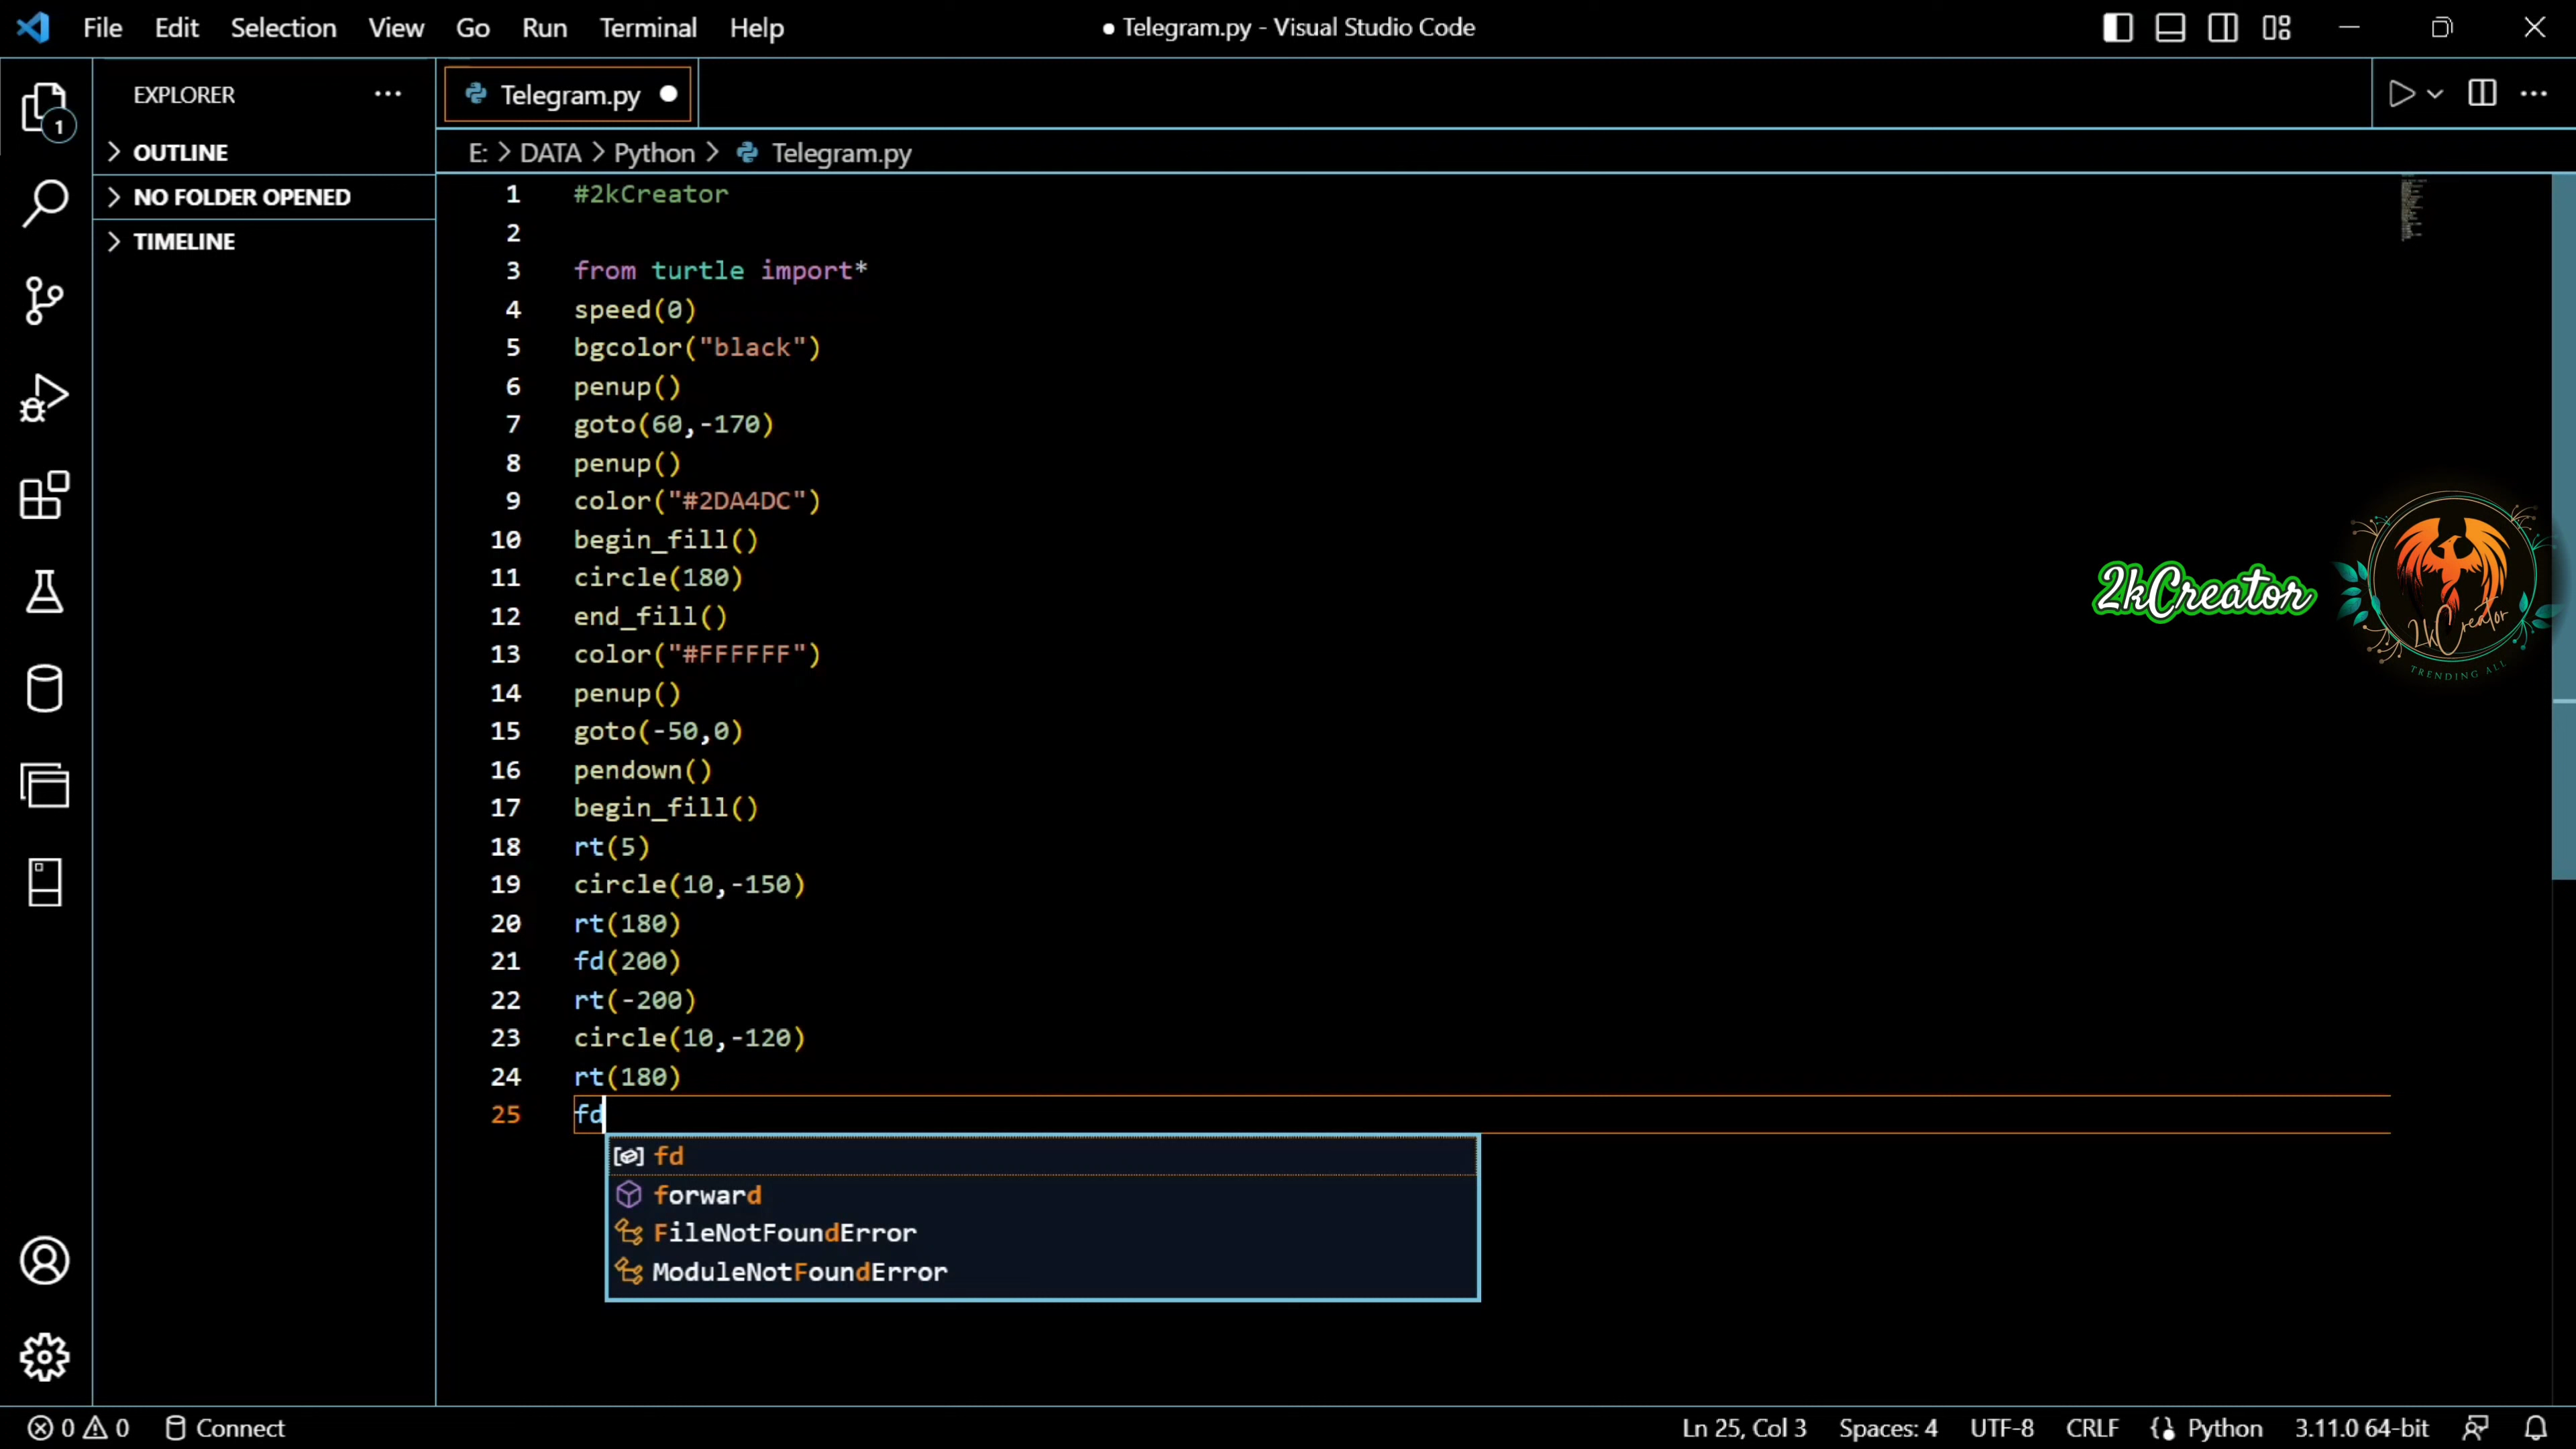 File Edit Selection View Go Run Terminal Help
● Telegram.py - Visual Studio Code
EXPLORER ...
OUTLINE
NO FOLDER OPENED
TIMELINE
1
Telegram.py
E: > DATA > Python > Telegram.py
1 #2kCreator
2
3 from turtle import*
4 speed(0)
5 bgcolor("black")
6 penup()
7 goto(60,-170)
8 penup()
9 color("#2DA4DC")
10 begin_fill()
11 circle(180)
12 end_fill()
13 color("#FFFFFF")
14 penup()
15 goto(-50,0)
16 pendown()
17 begin_fill()
18 rt(5)
19 circle(10,-150)
20 rt(180)
21 fd(200)
22 rt(-200)
23 circle(10,-120)
24 rt(180)
25 fd
fd
forward
FileNotFoundError
ModuleNotFoundError
2kCreator
2kCreator
TRENDING ALL
0 0 Connect
Ln 25, Col 3 Spaces: 4 UTF-8 CRLF Python 3.11.0 64-bit